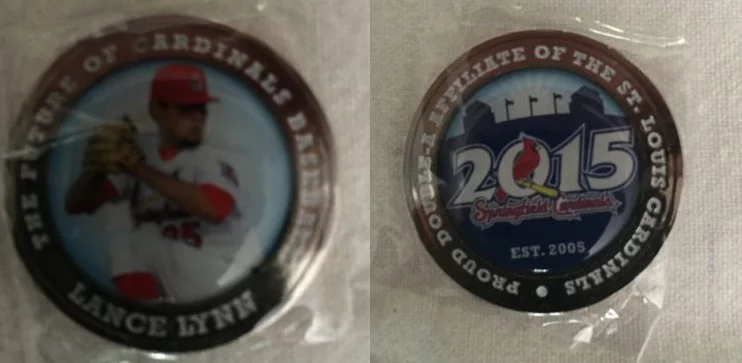 THE FUTURE OF CARDINALS BASEBALL
35
LANCE LYNN
PROUD DOUBLE-A AFFILIATE OF THE ST. LOUIS CARDINALS
2015
Springfield Cardinals
EST. 2005